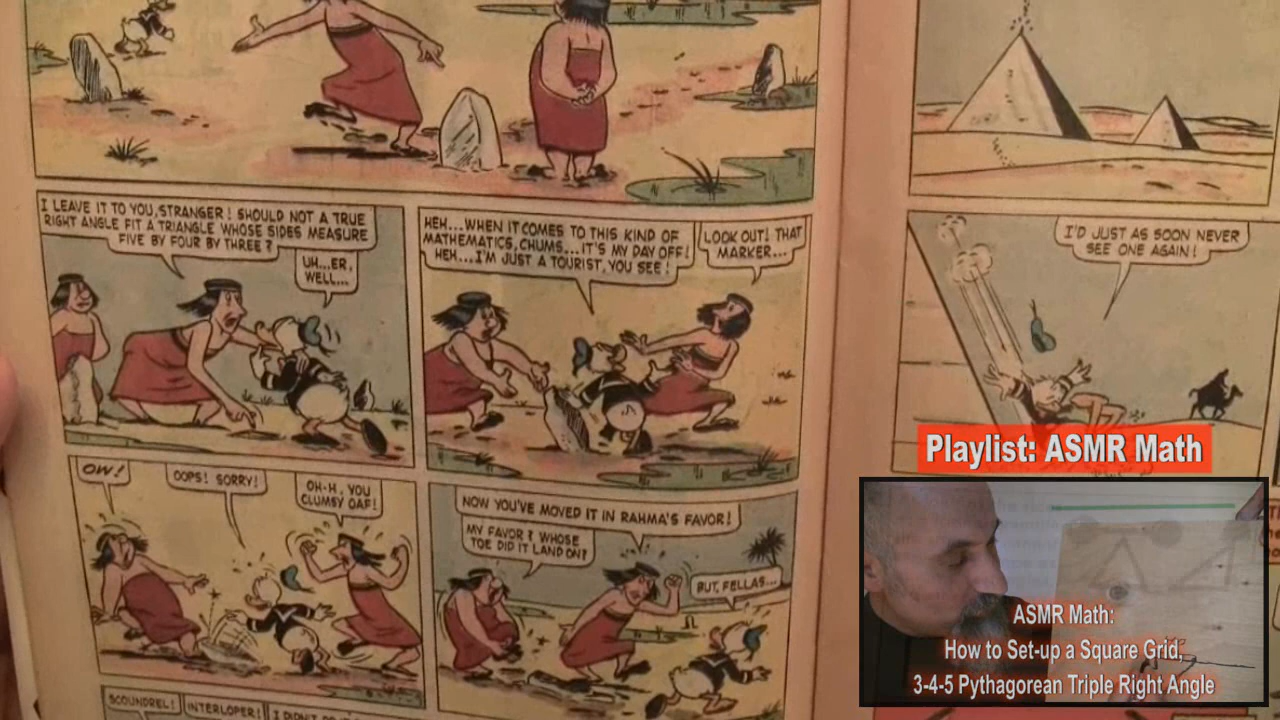 I LEAVE IT TO YOU, STRANGER! SHOULD NOT A TRUE
RIGHT ANGLE FIT A TRIANGLE WHOSE SIDES MEASURE
FIVE BY FOUR BY THREE?
UH...ER,
WELL...
HEH...WHEN IT COMES TO THIS KIND OF
MATHEMATICS, CHUMS...IT'S MY DAY OFF!
HEH...I'M JUST A TOURIST, YOU SEE!
LOOK OUT! THAT
MARKER...
OW!
OOPS! SORRY!
OH-H, YOU
CLUMSY OAF!
NOW YOU'VE MOVED IT IN RAHMA'S FAVOR!
MY FAVOR? WHOSE
TOE DID IT LAND ON?
BUT, FELLAS...
SCOUNDREL!
INTERLOPER!
I'D JUST AS SOON NEVER
SEE ONE AGAIN!
Playlist: ASMR Math
ASMR Math:
How to Set-up a Square Grid,
3-4-5 Pythagorean Triple Right Angle